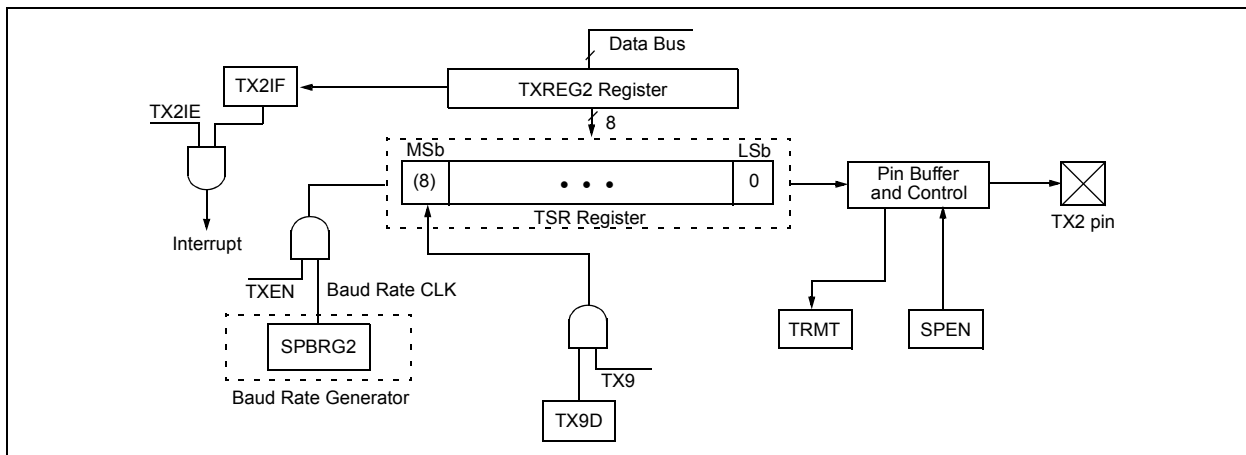 Data Bus
TXREG2 Register
TX2IF
TX2IE
8
MSb
LSb
(8)
• • •
0
TSR Register
Pin Buffer
and Control
TX2 pin
Interrupt
TXEN
Baud Rate CLK
SPBRG2
Baud Rate Generator
TX9
TX9D
TRMT
SPEN